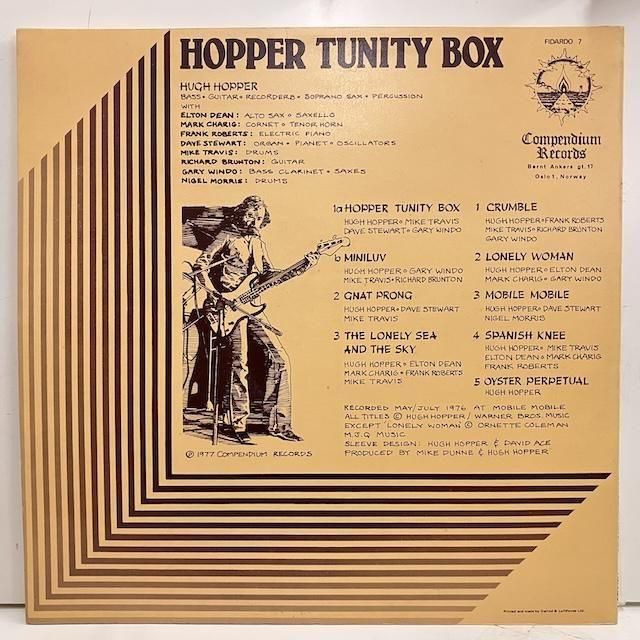 HOPPER TUNITY BOX
FIDARDO 7
HUGH HOPPER
BASS • GUITAR • RECORDERS • SOPRANO SAX • PERCUSSION
WITH
ELTON DEAN: ALTO SAX • SAXELLO
MARK CHARIG: CORNET • TENOR HORN
FRANK ROBERTS: ELECTRIC PIANO
DAVE STEWART: ORGAN • PIANET • OSCILLATORS
MIKE TRAVIS: DRUMS
RICHARD BRUNTON: GUITAR
GARY WINDO: BASS CLARINET • SAXES
NIGEL MORRIS: DRUMS
Compendium
Records
Bernt Ankers gt. 17
Oslo 1, Norway
1a HOPPER TUNITY BOX
HUGH HOPPER • MIKE TRAVIS
DAVE STEWART • GARY WINDO
b MINILUV
HUGH HOPPER • GARY WINDO
MIKE TRAVIS • RICHARD BRUNTON
2 GNAT PRONG
HUGH HOPPER • DAVE STEWART
MIKE TRAVIS
3 THE LONELY SEA
AND THE SKY
HUGH HOPPER • ELTON DEAN
MARK CHARIG • FRANK ROBERTS
MIKE TRAVIS
1 CRUMBLE
HUGH HOPPER • FRANK ROBERTS
MIKE TRAVIS • RICHARD BRUNTON
GARY WINDO
2 LONELY WOMAN
HUGH HOPPER • ELTON DEAN
MARK CHARIG • GARY WINDO
3 MOBILE MOBILE
HUGH HOPPER • DAVE STEWART
NIGEL MORRIS
4 SPANISH KNEE
HUGH HOPPER • MIKE TRAVIS
ELTON DEAN • MARK CHARIG
FRANK ROBERTS
5 OYSTER PERPETUAL
HUGH HOPPER
RECORDED MAY/JULY 1976 AT MOBILE MOBILE
ALL TITLES © HUGH HOPPER / WARNER BROS. MUSIC
EXCEPT 'LONELY WOMAN' © ORNETTE COLEMAN
M.J.Q MUSIC
SLEEVE DESIGN: HUGH HOPPER & DAVID ACE
PRODUCED BY MIKE DUNNE & HUGH HOPPER
℗ 1977 COMPENDIUM RECORDS
Printed and made by Garrod & Lofthouse Ltd.